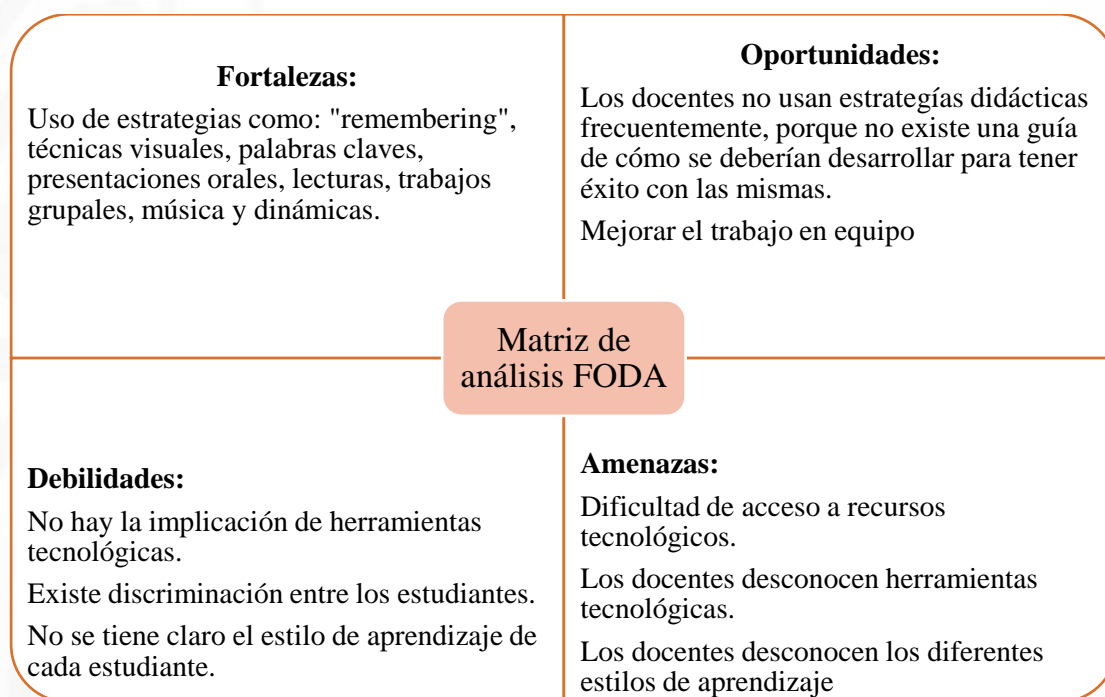 Fortalezas:
Uso de estrategias como: "remembering",
técnicas visuales, palabras claves,
presentaciones orales, lecturas, trabajos
grupales, música y dinámicas.
Oportunidades:
Los docentes no usan estrategías didácticas
frecuentemente, porque no existe una guía
de cómo se deberían desarrollar para tener
éxito con las mismas.
Mejorar el trabajo en equipo
Matriz de
análisis FODA
Debilidades:
No hay la implicación de herramientas
tecnológicas.
Existe discriminación entre los estudiantes.
No se tiene claro el estilo de aprendizaje de
cada estudiante.
Amenazas:
Dificultad de acceso a recursos
tecnológicos.
Los docentes desconocen herramientas
tecnológicas.
Los docentes desconocen los diferentes
estilos de aprendizaje